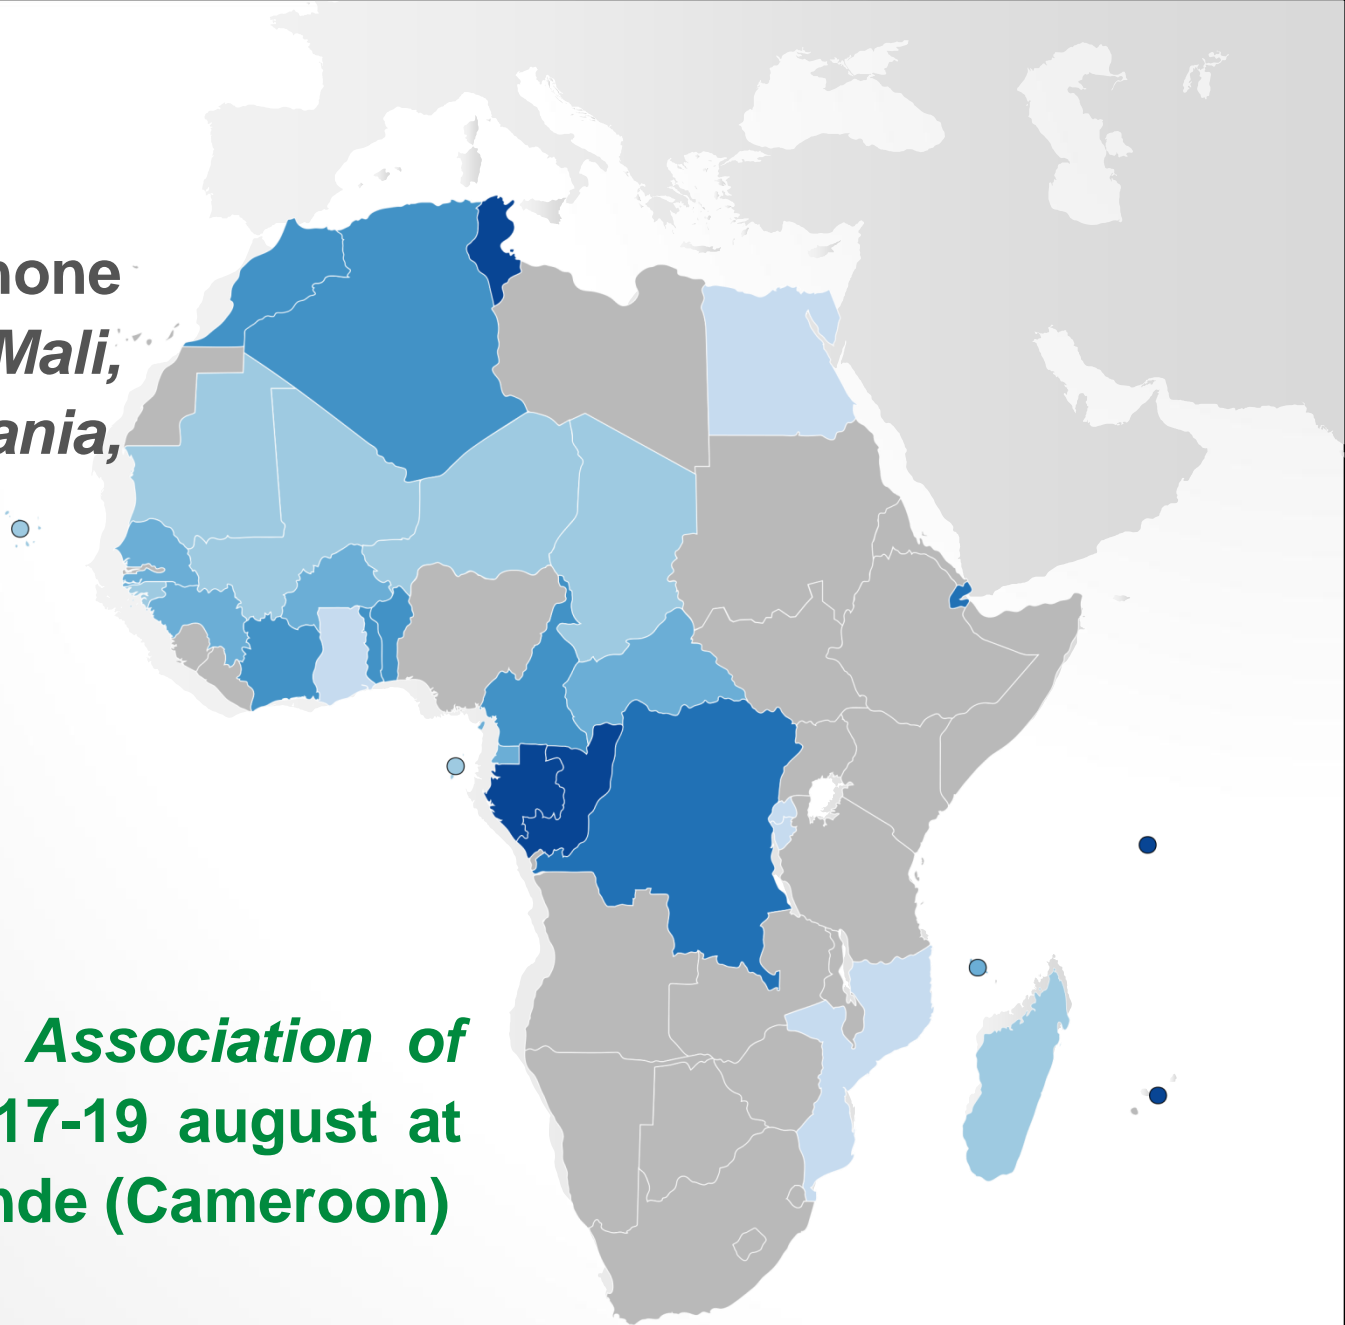 hone
Mali,
ania,
Association of
17-19 august at
nde (Cameroon)